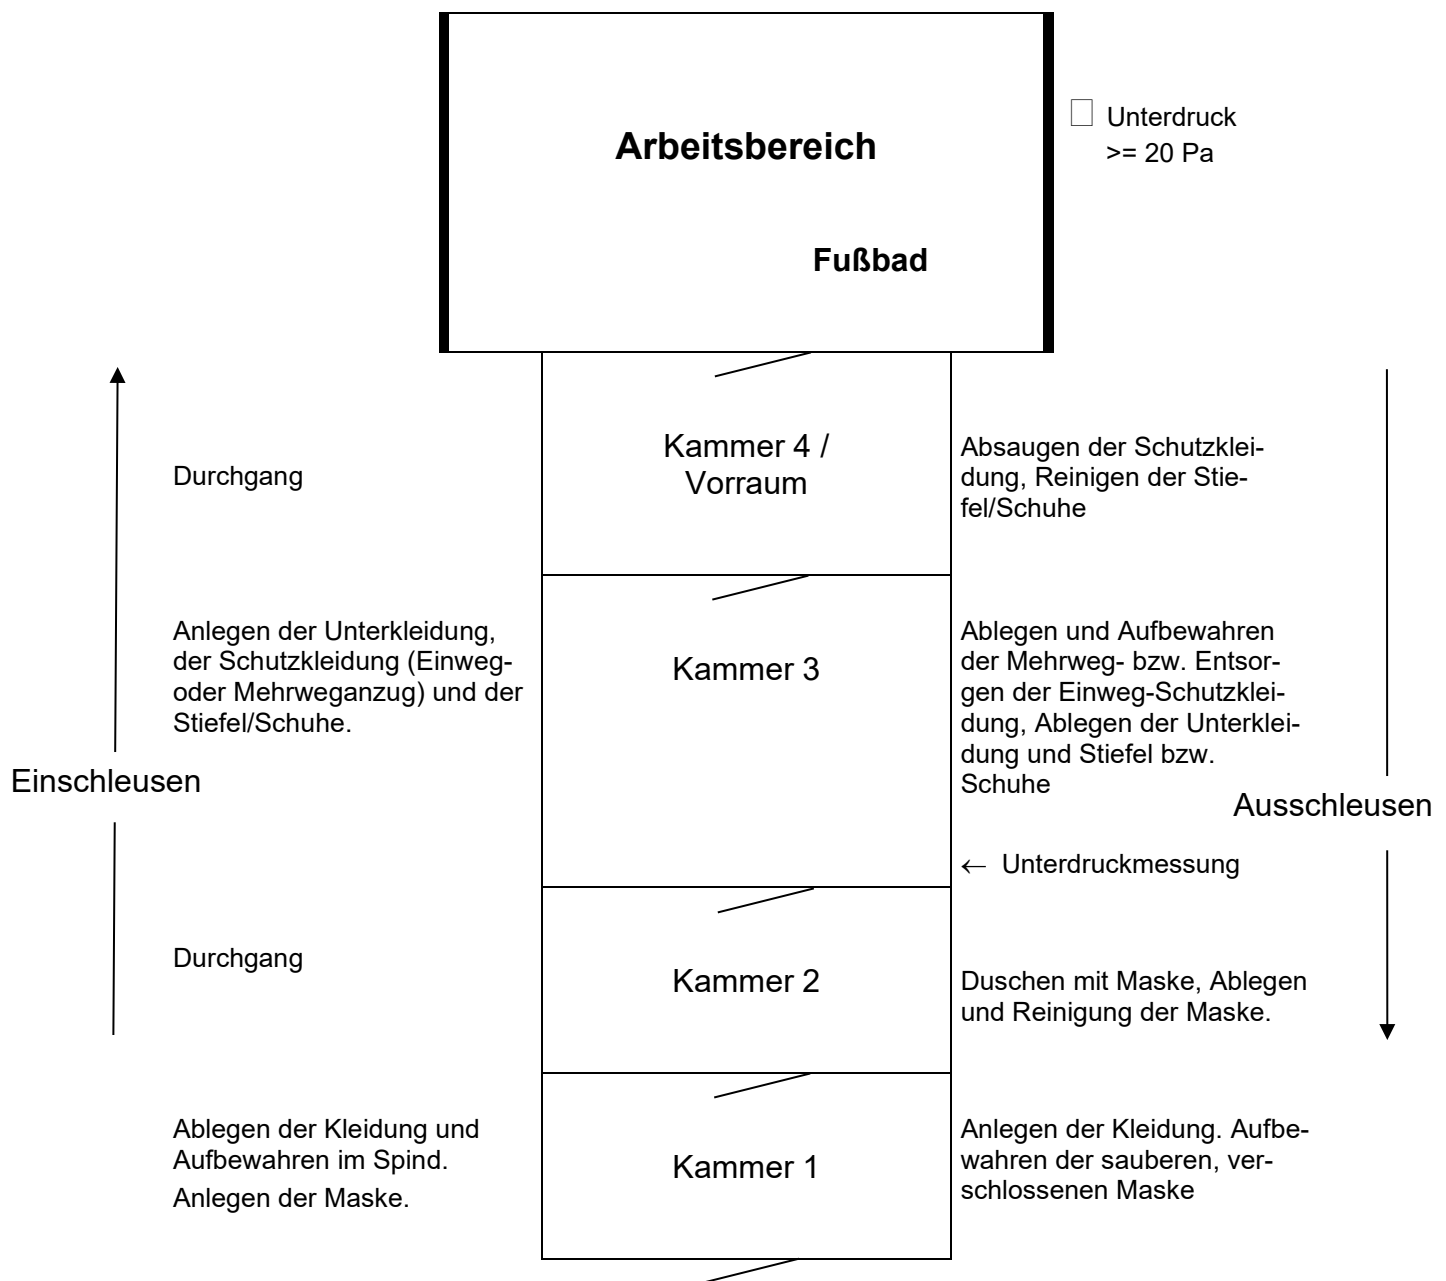 Arbeitsbereich
□ Unterdruck
>= 20 Pa
Fußbad
Durchgang
Kammer 4 /
Vorraum
Absaugen der Schutzklei-
dung, Reinigen der Stie-
fel/Schuhe
Anlegen der Unterkleidung,
der Schutzkleidung (Einweg-
oder Mehrweganzug) und der
Stiefel/Schuhe.
Kammer 3
Ablegen und Aufbewahren
der Mehrweg- bzw. Entsor-
gen der Einweg-Schutzklei-
dung, Ablegen der Unterklei-
dung und Stiefel bzw.
Schuhe
Einschleusen
Ausschleusen
← Unterdruckmessung
Durchgang
Kammer 2
Duschen mit Maske, Ablegen
und Reinigung der Maske.
Ablegen der Kleidung und
Aufbewahren im Spind.
Anlegen der Maske.
Kammer 1
Anlegen der Kleidung. Aufbe-
wahren der sauberen, ver-
schlossenen Maske